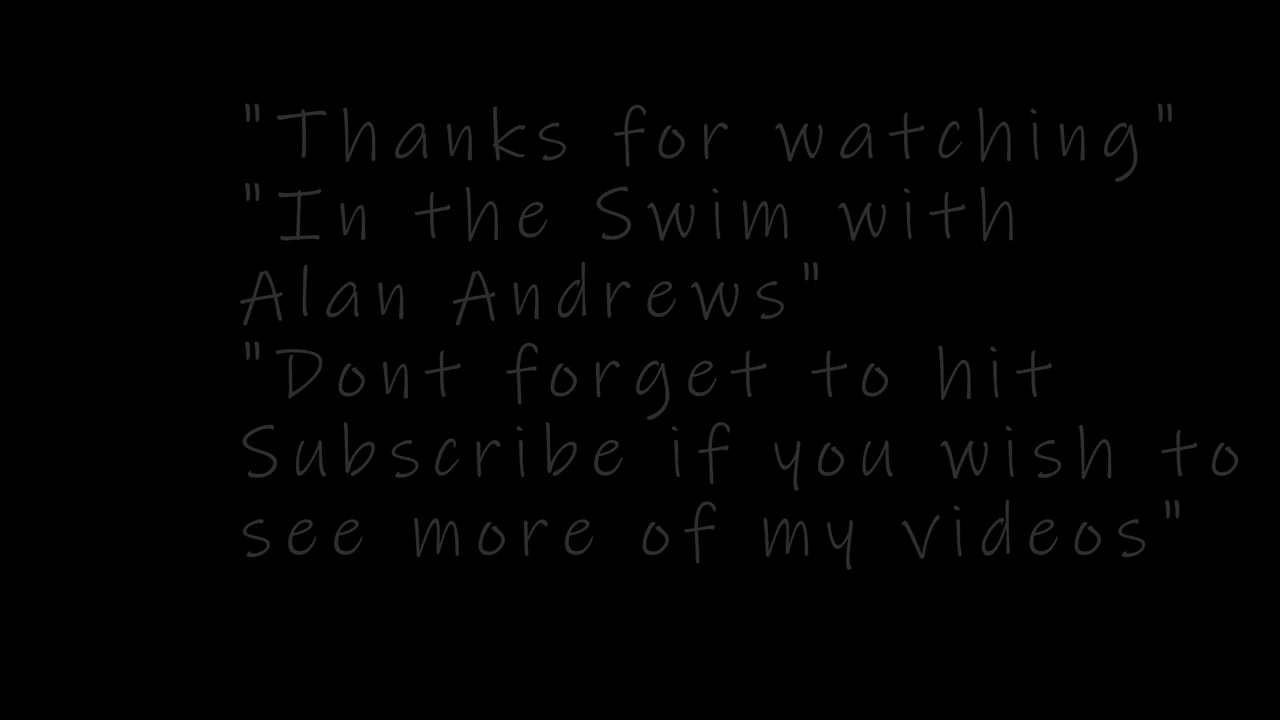 "Thanks for watching"
"In the Swim with
Alan Andrews"
"Dont forget to hit
Subscribe if you wish to
see more of my videos"